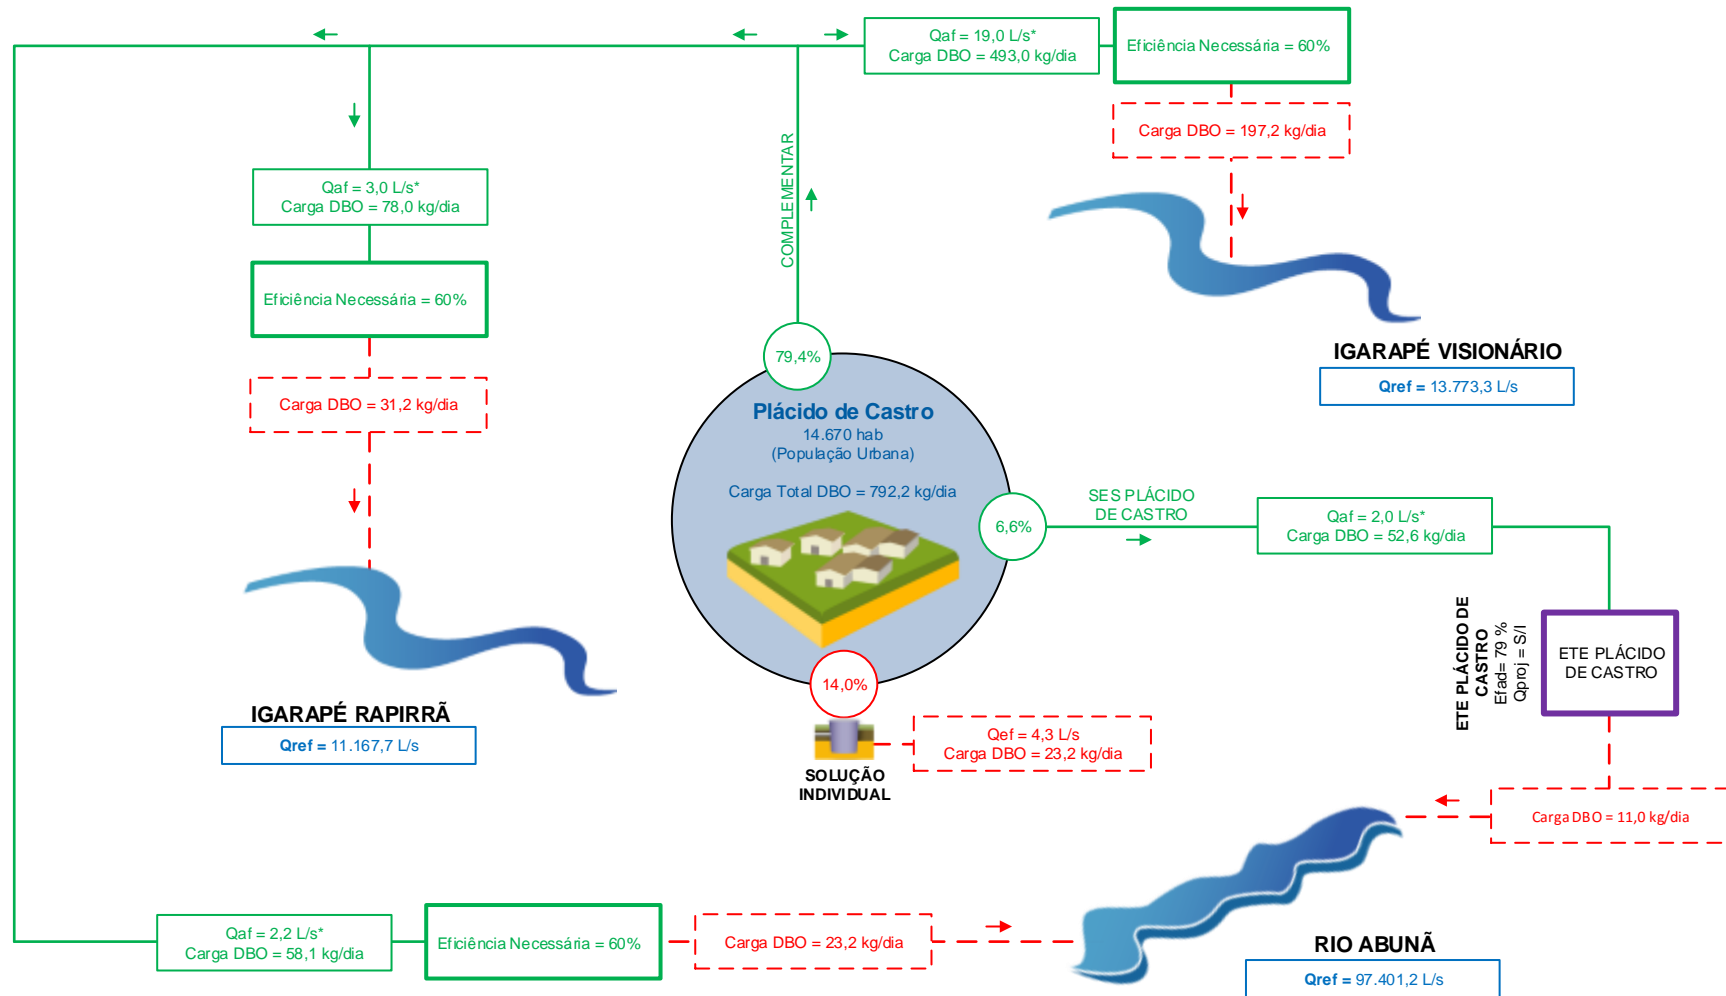 Qaf = 19,0 L/s*
Carga DBO = 493,0 kg/dia
Eficiência Necessária = 60%
Carga DBO = 197,2 kg/dia
COMPLEMENTAR
Qaf = 3,0 L/s*
Carga DBO = 78,0 kg/dia
Eficiência Necessária = 60%
Carga DBO = 31,2 kg/dia
IGARAPÉ VISIONÁRIO
Qref = 13.773,3 L/s
79,4%
Plácido de Castro
14.670 hab
(População Urbana)
Carga Total DBO = 792,2 kg/dia
6,6%
SES PLÁCIDO
DE CASTRO
Qaf = 2,0 L/s*
Carga DBO = 52,6 kg/dia
ETE PLÁCIDO DE
CASTRO
Efad= 79 %
Qproj = S/I
ETE PLÁCIDO
DE CASTRO
14,0%
IGARAPÉ RAPIRRÃ
Qref = 11.167,7 L/s
Qef = 4,3 L/s
Carga DBO = 23,2 kg/dia
SOLUÇÃO
INDIVIDUAL
Carga DBO = 11,0 kg/dia
Qaf = 2,2 L/s*
Carga DBO = 58,1 kg/dia
Eficiência Necessária = 60%
Carga DBO = 23,2 kg/dia
RIO ABUNÃ
Qref = 97.401,2 L/s